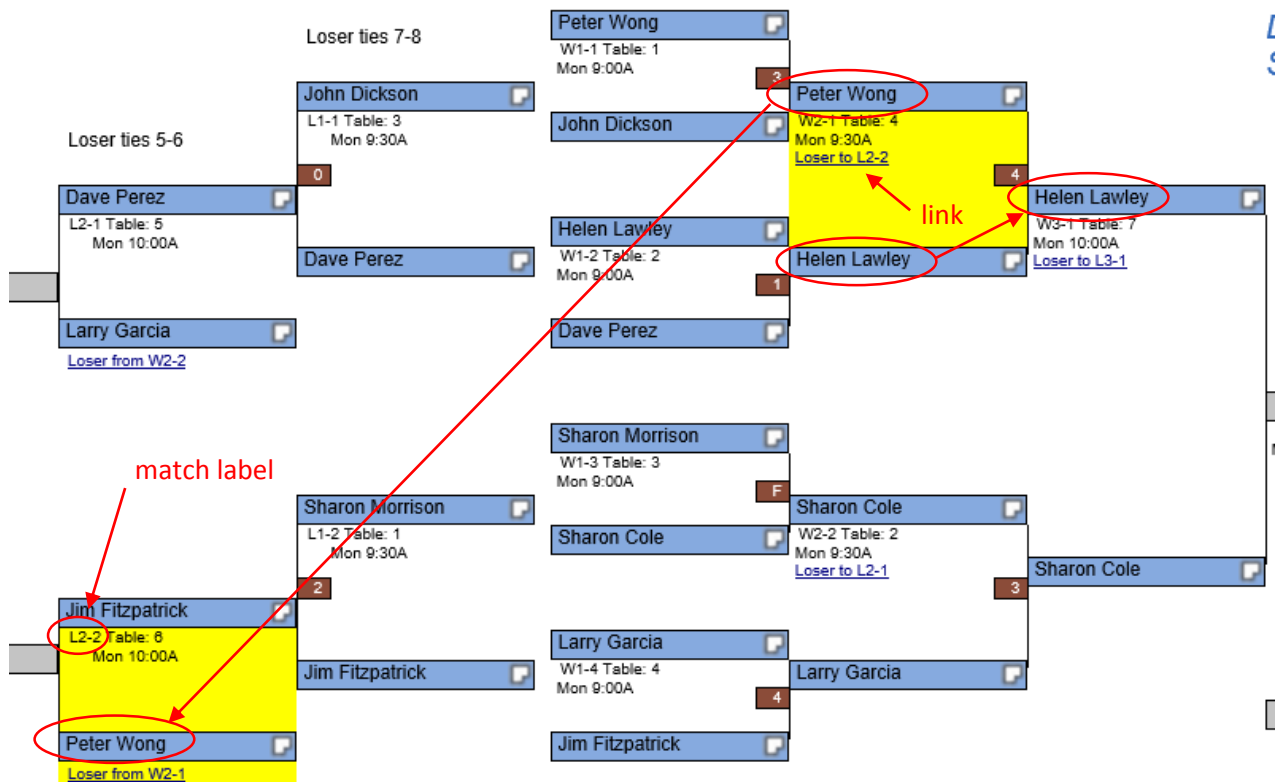 Loser ties 5-6
Dave Perez
L2-1 Table: 5
Mon 10:00A
Larry Garcia
Loser from W2-2
match label
Jim Fitzpatrick
L2-2 Table: 6
Mon 10:00A
Peter Wong
Loser from W2-1
Loser ties 7-8
John Dickson
L1-1 Table: 3
Mon 9:30A
0
Dave Perez
Sharon Morrison
L1-2 Table: 1
Mon 9:30A
2
Jim Fitzpatrick
Peter Wong
W1-1 Table: 1
Mon 9:00A
3
John Dickson
Helen Lawley
W1-2 Table: 2
Mon 9:00A
1
Dave Perez
Sharon Morrison
W1-3 Table: 3
Mon 9:00A
F
Sharon Cole
Larry Garcia
W1-4 Table: 4
Mon 9:00A
4
Jim Fitzpatrick
Peter Wong
W2-1 Table: 4
Mon 9:30A
Loser to L2-2
4
link
Helen Lawley
Sharon Cole
W2-2 Table: 2
Mon 9:30A
Loser to L2-1
3
Larry Garcia
Helen Lawley
W3-1 Table: 7
Mon 10:00A
Loser to L3-1
Sharon Cole